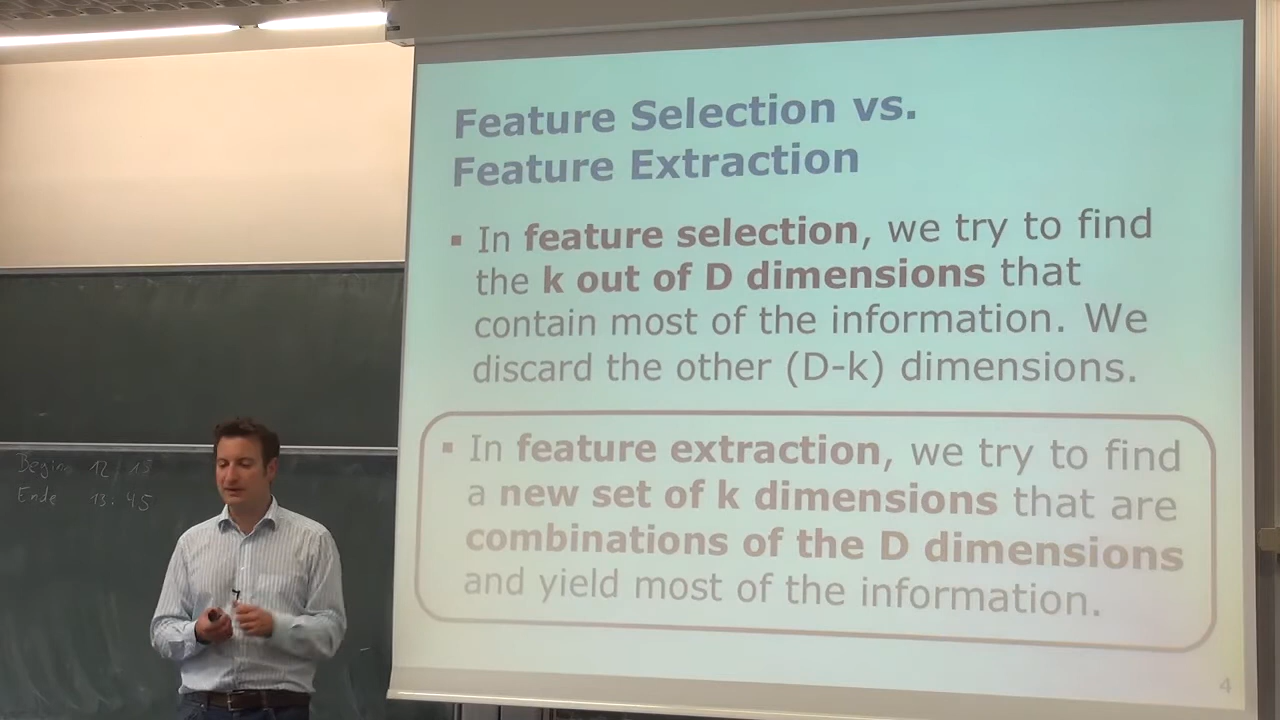 Feature Selection vs.
Feature Extraction
▪ In feature selection, we try to find
the k out of D dimensions that
contain most of the information. We
discard the other (D-k) dimensions.
▪ In feature extraction, we try to find
a new set of k dimensions that are
combinations of the D dimensions
and yield most of the information.
4
Beginn 12
Ende 13:45